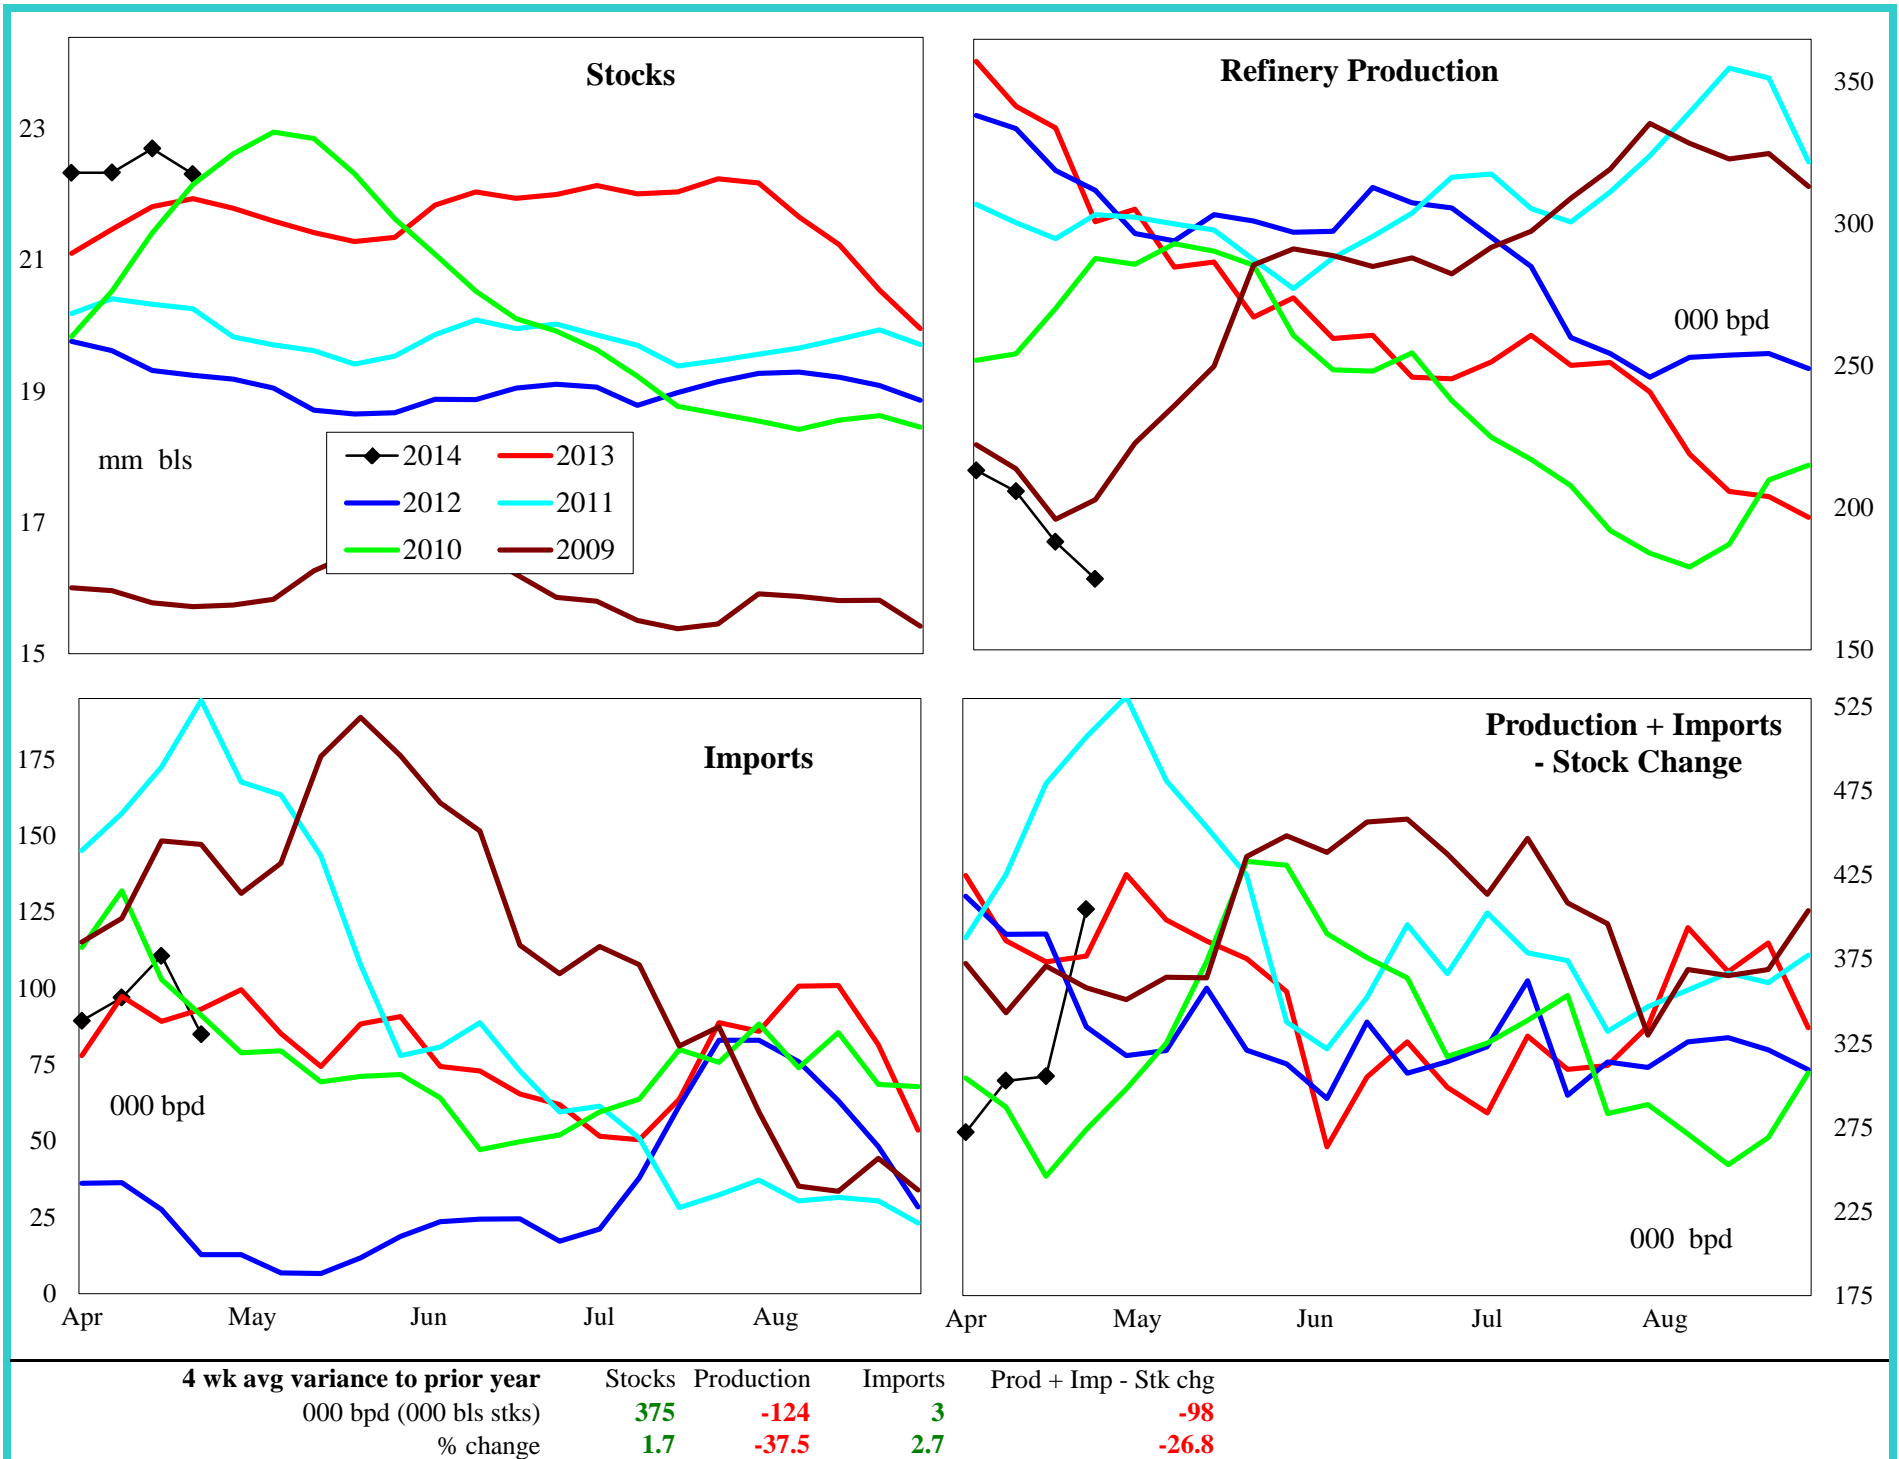 Stocks
23
21
19
17
15
mm bls
2014 2013
2012 2011
2010 2009
Refinery Production
350
300
250
200
150
000 bpd
Imports
175
150
125
100
75
50
25
0
000 bpd
Apr May Jun Jul Aug
Production + Imports
- Stock Change
525
475
425
375
325
275
225
175
000 bpd
Apr May Jun Jul Aug
4 wk avg variance to prior year Stocks Production Imports Prod + Imp - Stk chg
000 bpd (000 bls stks) 375 -124 3 -98
% change 1.7 -37.5 2.7 -26.8